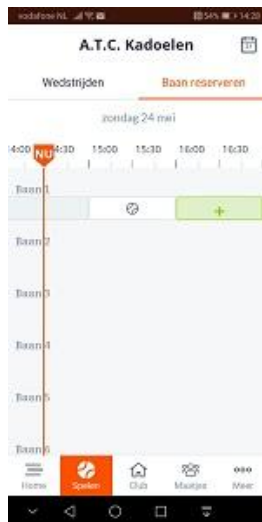 vodafone NL 54% 14:20
A.T.C. Kadoelen
Wedstrijden Baan reserveren
zondag 24 mei
4:00 NU 4:30 15:00 15:30 16:00 16:30
Baan 1
+
Baan 2
Baan 3
Baan 4
Baan 5
Baan 6
Home Spelen Club Maatjes Meer